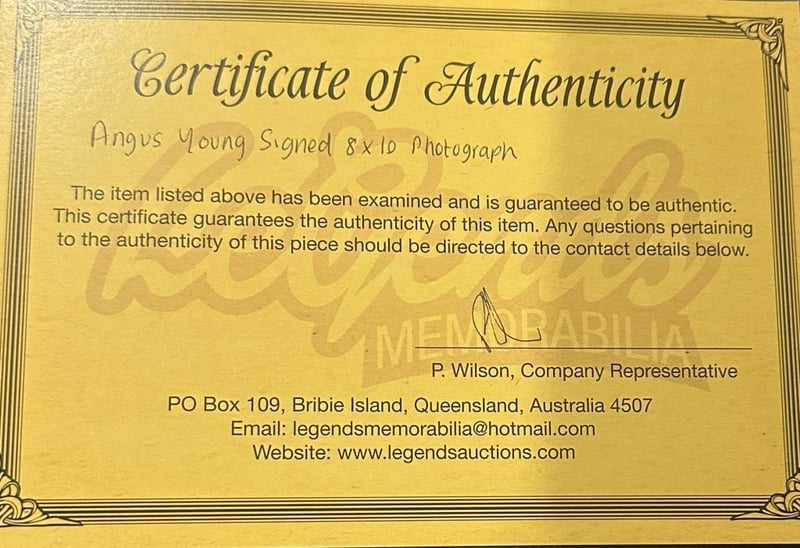 Certificate of Authenticity
Angus Young Signed 8x10 Photograph
The item listed above has been examined and is guaranteed to be authentic.
This certificate guarantees the authenticity of this item. Any questions pertaining
to the authenticity of this piece should be directed to the contact details below.
Legends
MEMORABILIA
P. Wilson, Company Representative
PO Box 109, Bribie Island, Queensland, Australia 4507
Email: legendsmemorabilia@hotmail.com
Website: www.legendsauctions.com